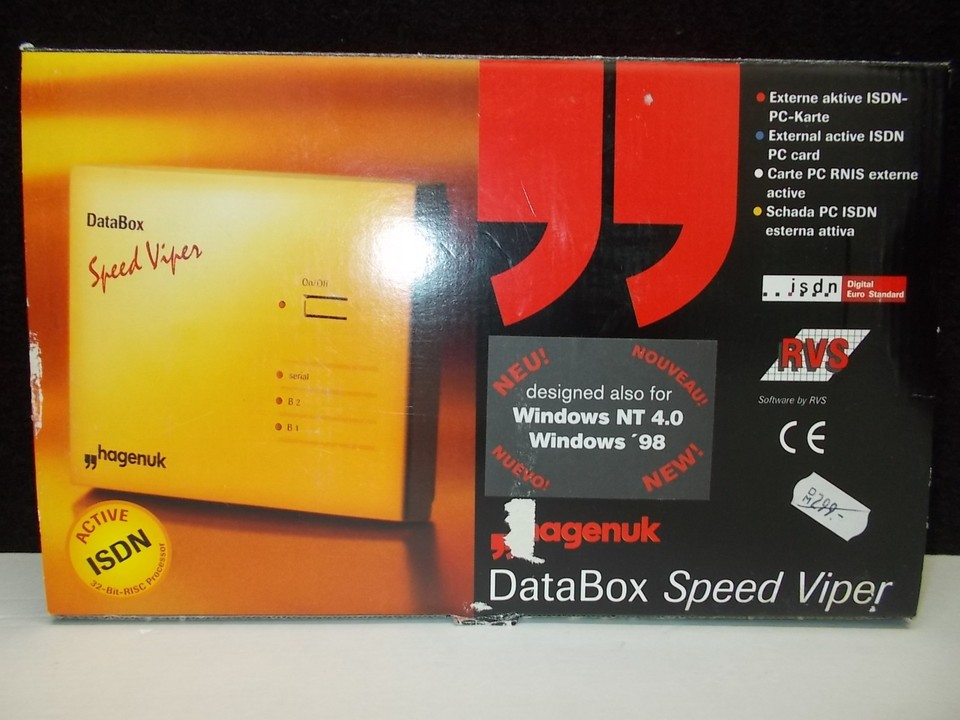 DataBox
Speed Viper
On/Off
serial
B 2
B 1
hagenuk
ACTIVE
ISDN
32-Bit-RISC Processor
Externe aktive ISDN-
PC-Karte
External active ISDN
PC card
Carte PC RNIS externe
active
Schada PC ISDN
esterna attiva
isdn
Digital
Euro Standard
RVS
Software by RVS
CE
DM 299.-
NEU!
NOUVEAU!
designed also for
Windows NT 4.0
Windows ´98
NUEVO!
NEW!
hagenuk
DataBox Speed Viper